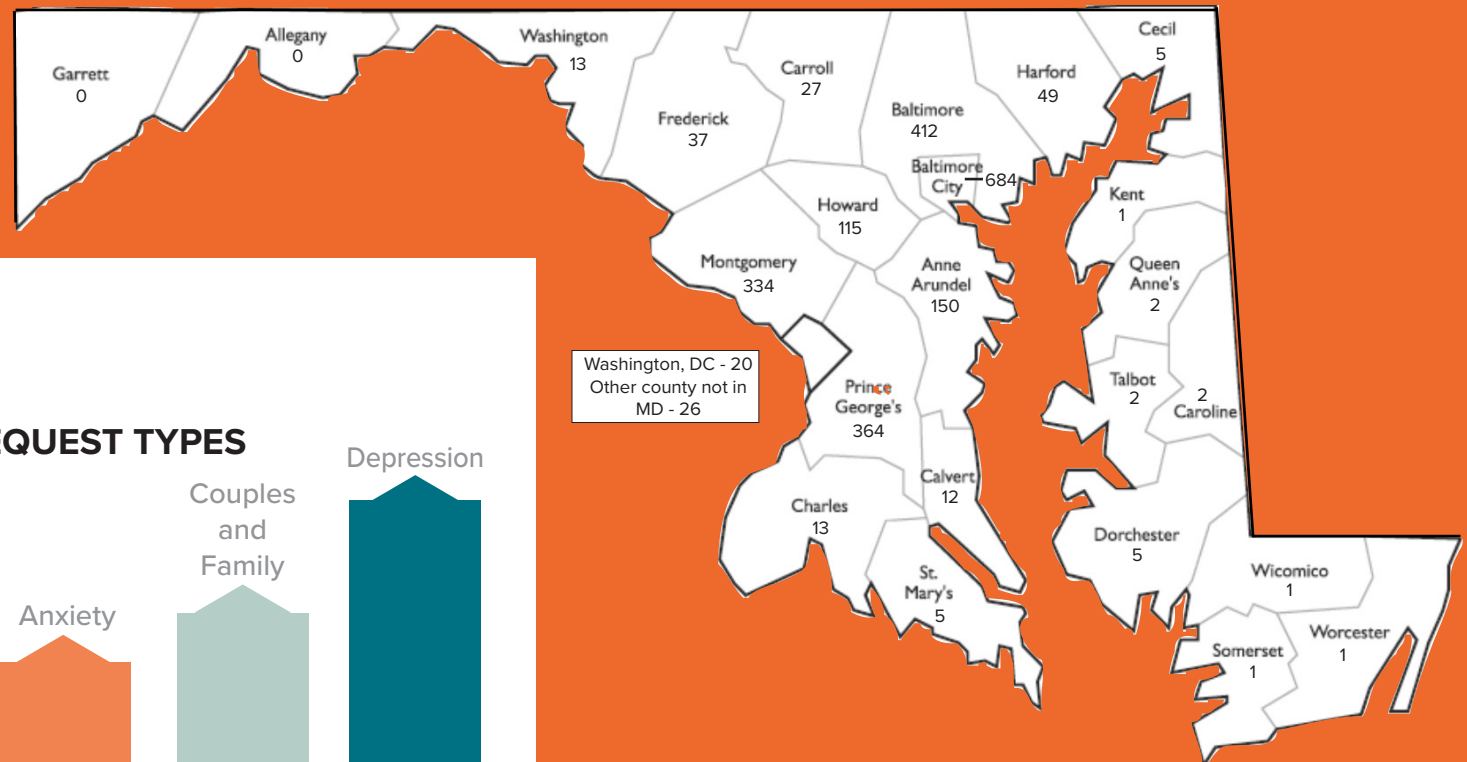 Garrett
0
Allegany
0
Washington
13
Frederick
37
Carroll
27
Baltimore
412
Baltimore
City
684
Harford
49
Cecil
5
Kent
1
Howard
115
Montgomery
334
Anne
Arundel
150
Queen
Anne's
2
Washington, DC - 20
Other county not in
MD - 26
Prince
George's
364
Talbot
2
2
Caroline
Calvert
12
Charles
13
St.
Mary's
5
Dorchester
5
Wicomico
1
Somerset
1
Worcester
1
EQUEST TYPES
Anxiety
Couples
and
Family
Depression